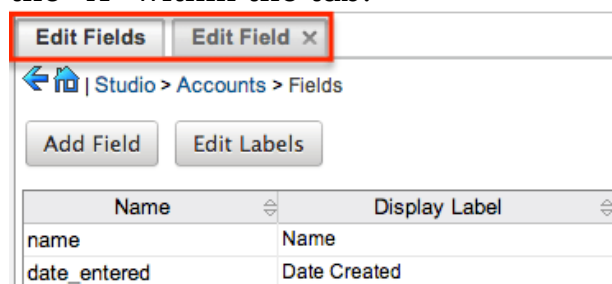 Edit Fields Edit Field ×
| Studio > Accounts > Fields
Add Field Edit Labels
Name Display Label
name Name
date_entered Date Created